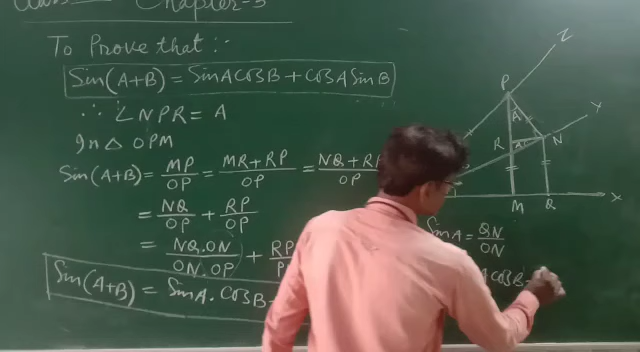 Chapter-3
To Prove that :-
Sin(A+B) = SinACosB + CosASinB
∴ ∠NPR = A
In △ OPM
Sin(A+B) = MP/OP = MR+RP/OP = NQ+RP/OP
= NQ/OP + RP/OP
= NQ.ON/ON.OP + RP
Sin(A+B) = SinA.CosB
Z
P
Y
A
R
A
N
M
Q
X
SinA = QN/ON
ACosB